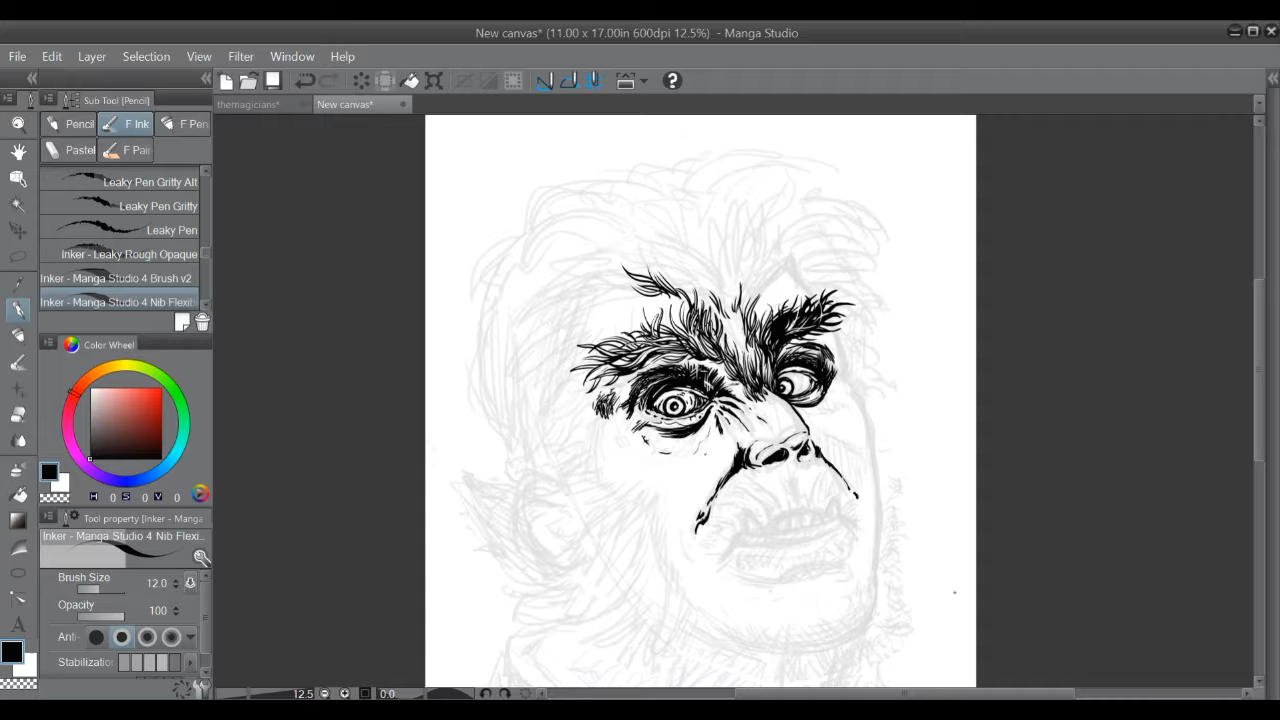 New canvas* (11.00 x 17.00in 600dpi 12.5%) - Manga Studio
File Edit Layer Selection View Filter Window Help
Sub Tool [Pencil]
themagicians* New canvas*
Pencil F Ink F Pen
Pastel F Pair
Leaky Pen Gritty Alt
Leaky Pen Gritty
Leaky Pen
Inker - Leaky Rough Opaque
Inker - Manga Studio 4 Brush v2
Inker - Manga Studio 4 Nib Flexib
Color Wheel
H 0 S 0 V 0
Tool property [Inker - Manga
Inker - Manga Studio 4 Nib Flexi...
Brush Size 12.0
Opacity 100
Anti-
Stabilizatio
12.5 0.0